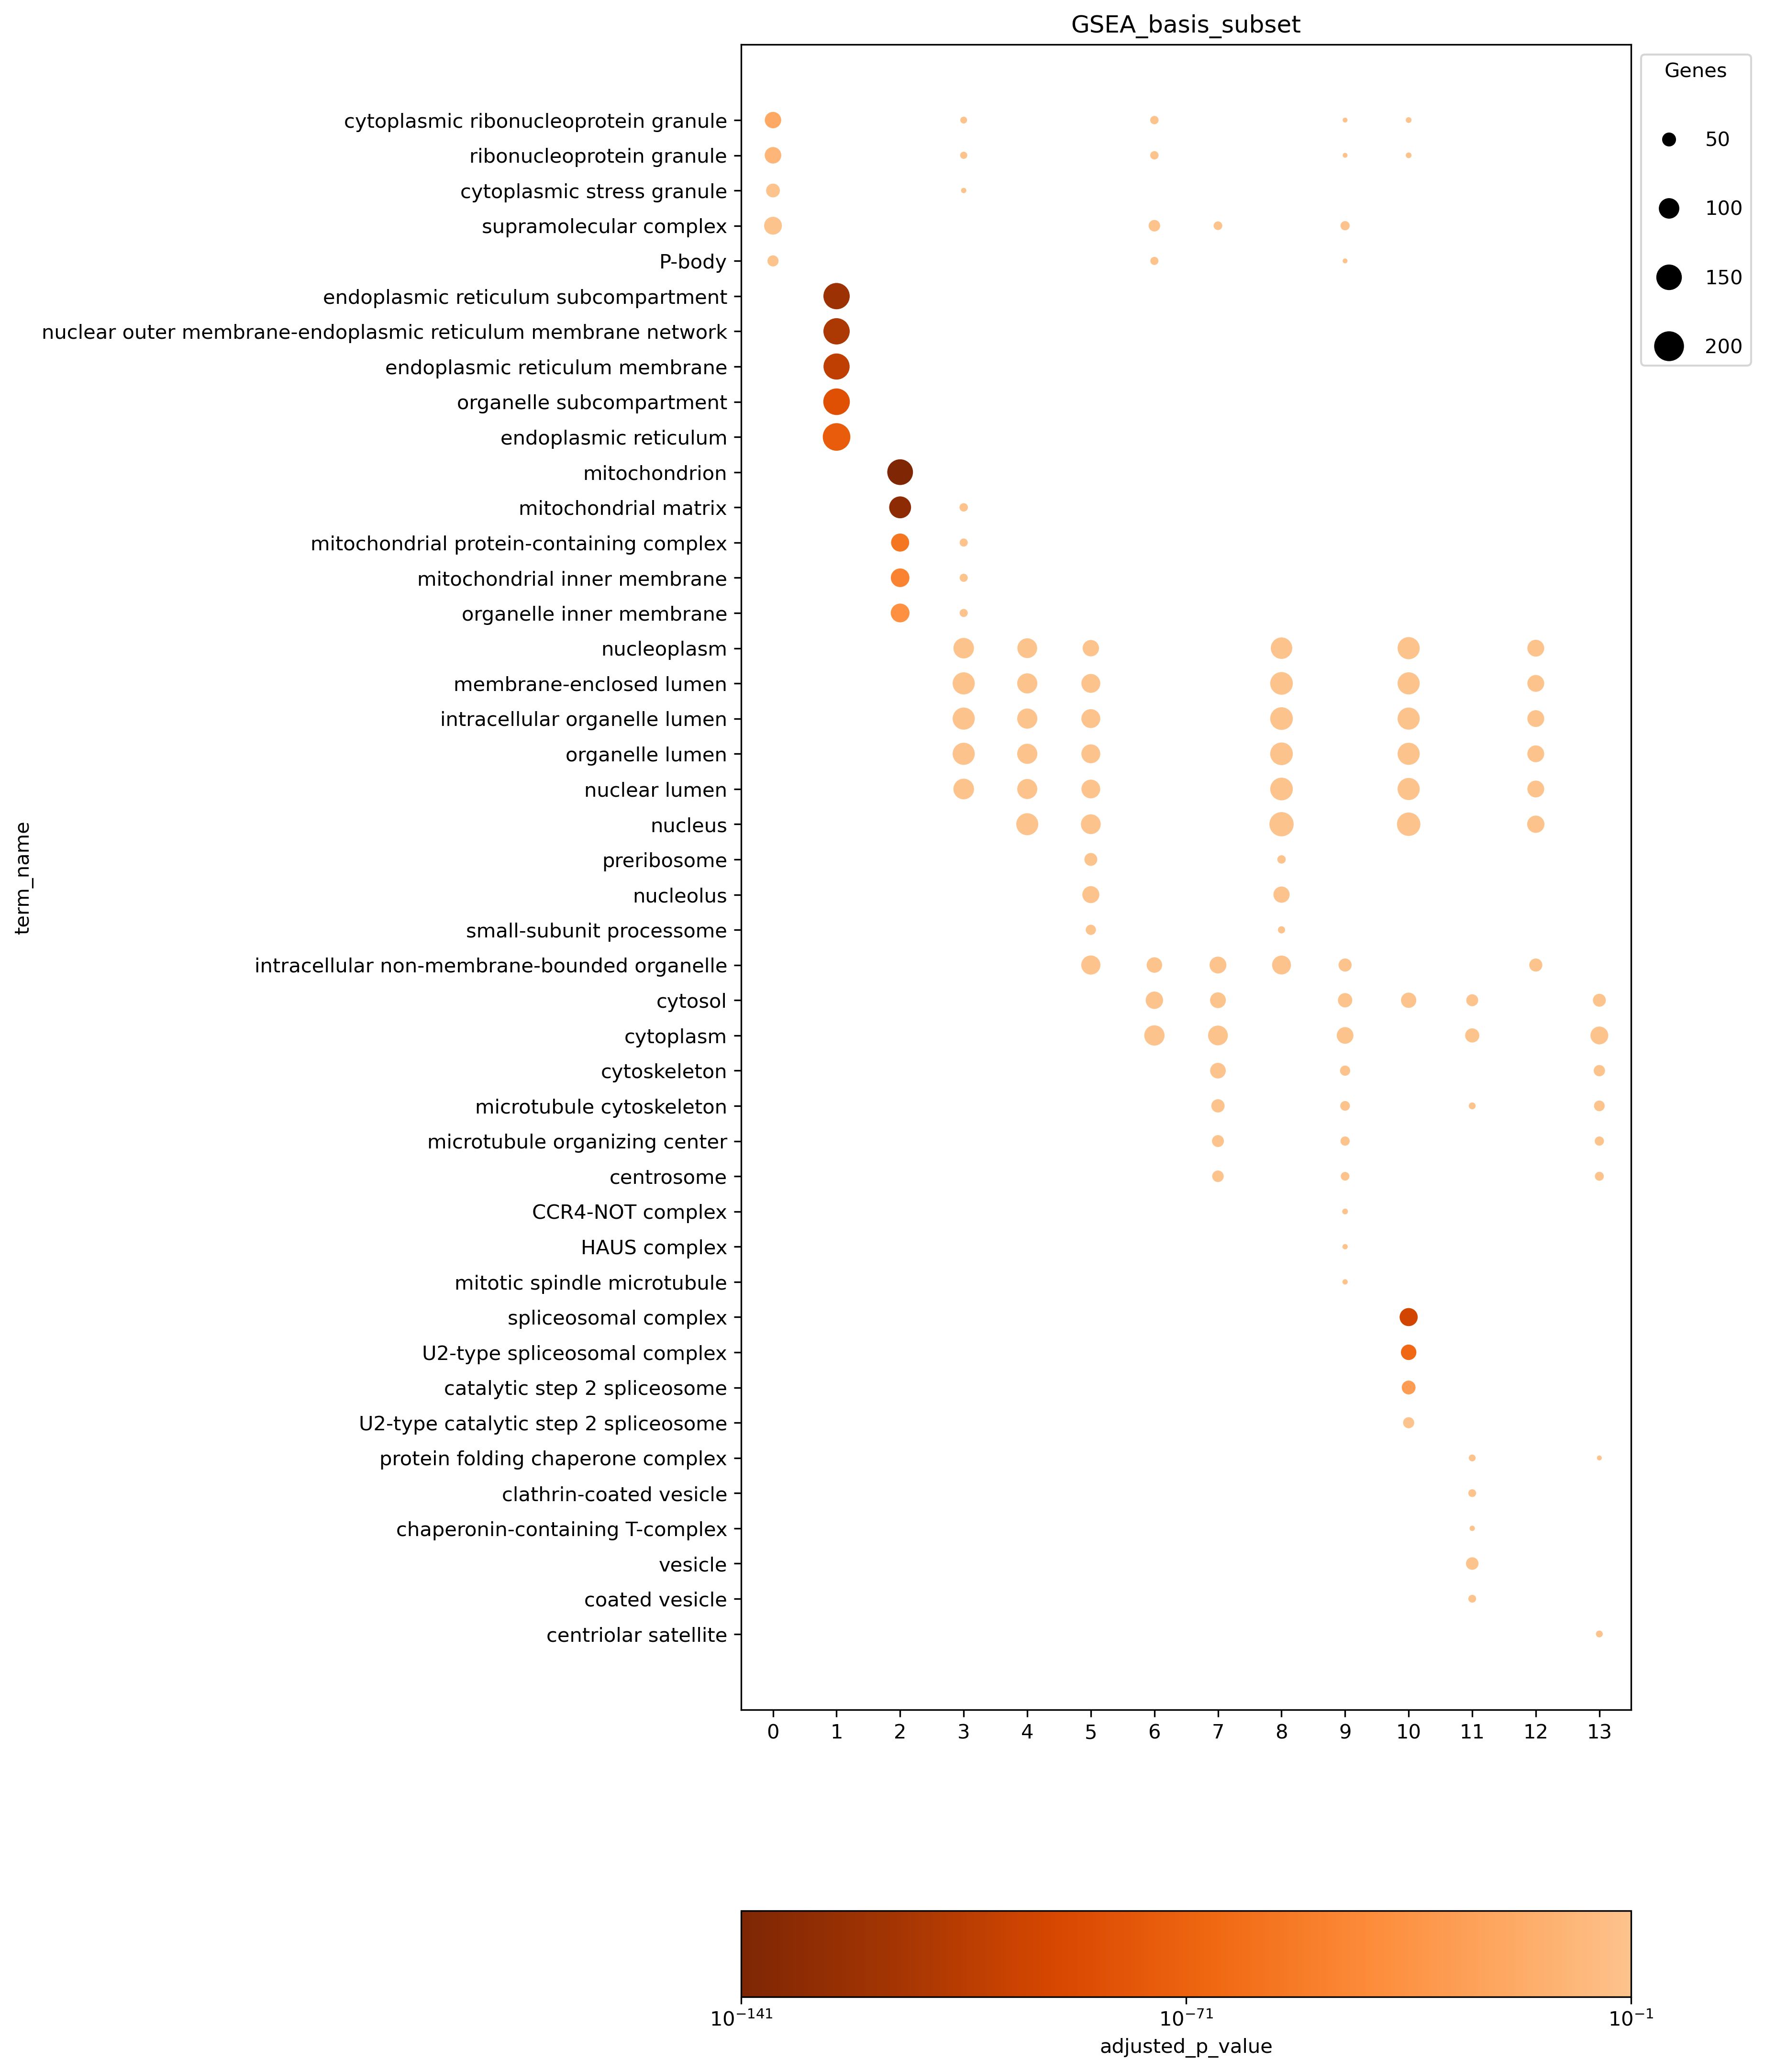 GSEA_basis_subset
Genes
50
100
150
200
term_name
cytoplasmic ribonucleoprotein granule
ribonucleoprotein granule
cytoplasmic stress granule
supramolecular complex
P-body
endoplasmic reticulum subcompartment
nuclear outer membrane-endoplasmic reticulum membrane network
endoplasmic reticulum membrane
organelle subcompartment
endoplasmic reticulum
mitochondrion
mitochondrial matrix
mitochondrial protein-containing complex
mitochondrial inner membrane
organelle inner membrane
nucleoplasm
membrane-enclosed lumen
intracellular organelle lumen
organelle lumen
nuclear lumen
nucleus
preribosome
nucleolus
small-subunit processome
intracellular non-membrane-bounded organelle
cytosol
cytoplasm
cytoskeleton
microtubule cytoskeleton
microtubule organizing center
centrosome
CCR4-NOT complex
HAUS complex
mitotic spindle microtubule
spliceosomal complex
U2-type spliceosomal complex
catalytic step 2 spliceosome
U2-type catalytic step 2 spliceosome
protein folding chaperone complex
clathrin-coated vesicle
chaperonin-containing T-complex
vesicle
coated vesicle
centriolar satellite
0 1 2 3 4 5 6 7 8 9 10 11 12 13
10⁻¹⁴¹ 10⁻⁷¹ 10⁻¹
adjusted_p_value